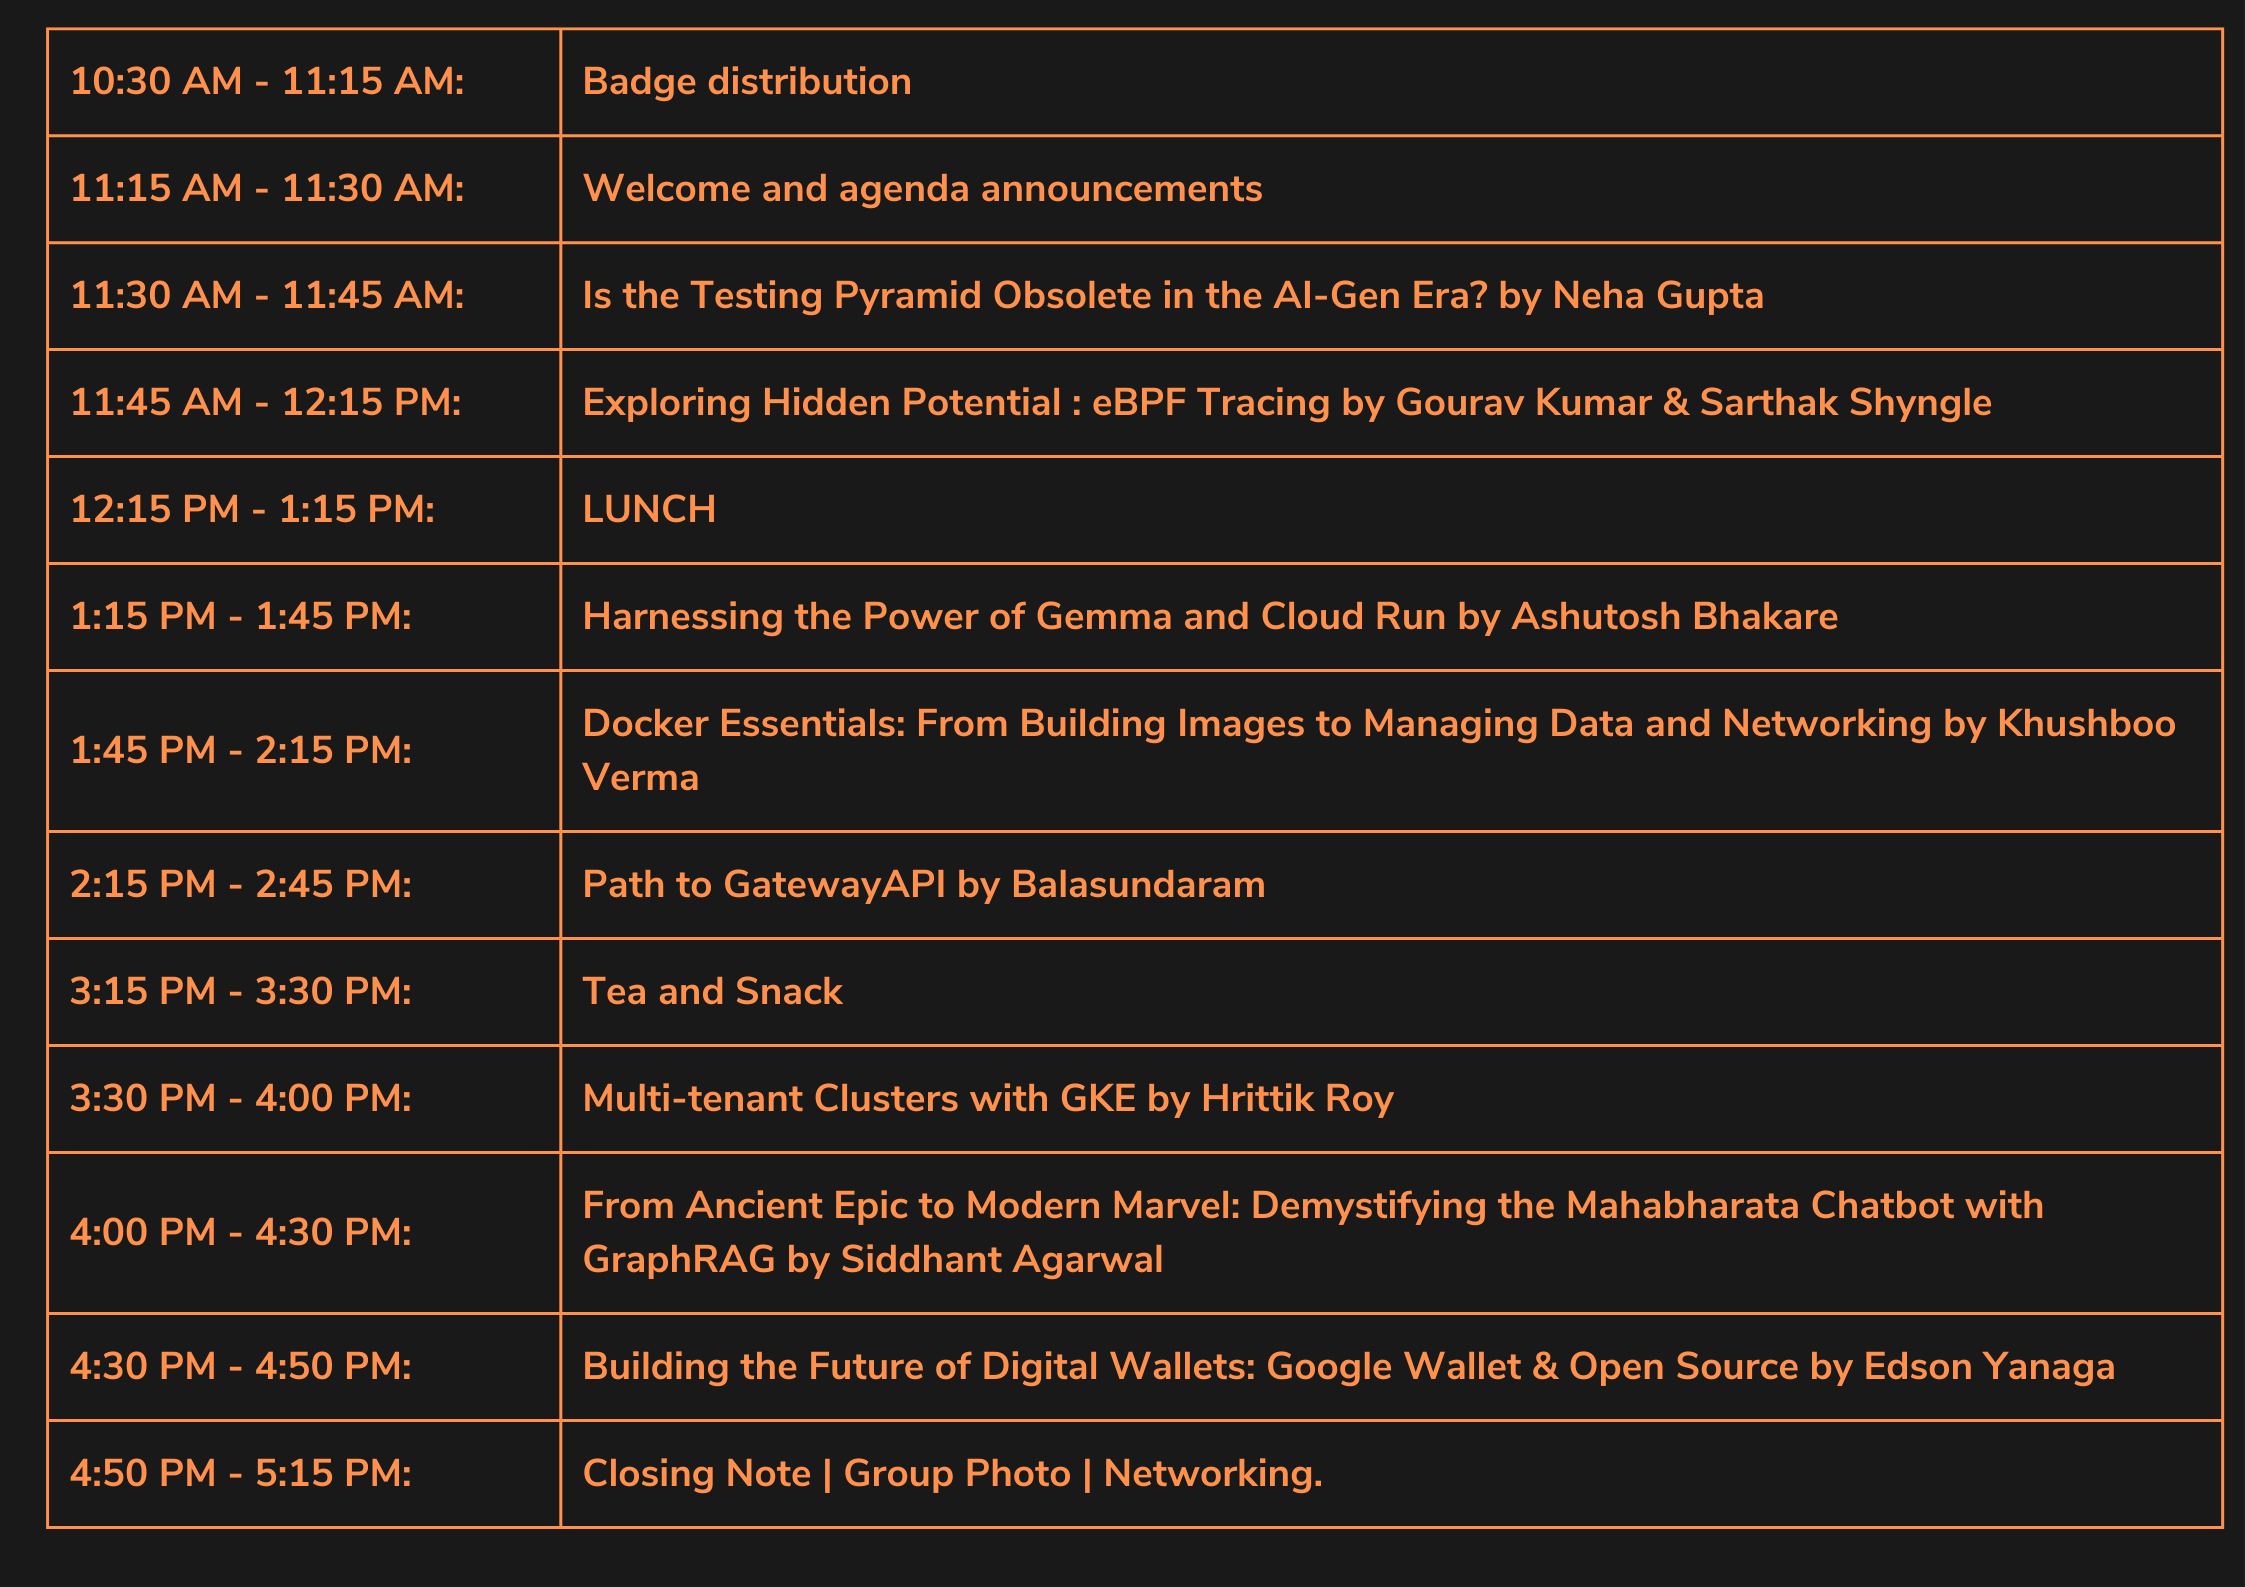 10:30 AM - 11:15 AM: Badge distribution
11:15 AM - 11:30 AM: Welcome and agenda announcements
11:30 AM - 11:45 AM: Is the Testing Pyramid Obsolete in the AI-Gen Era? by Neha Gupta
11:45 AM - 12:15 PM: Exploring Hidden Potential : eBPF Tracing by Gourav Kumar & Sarthak Shyngle
12:15 PM - 1:15 PM: LUNCH
1:15 PM - 1:45 PM: Harnessing the Power of Gemma and Cloud Run by Ashutosh Bhakare
1:45 PM - 2:15 PM: Docker Essentials: From Building Images to Managing Data and Networking by Khushboo
Verma
2:15 PM - 2:45 PM: Path to GatewayAPI by Balasundaram
3:15 PM - 3:30 PM: Tea and Snack
3:30 PM - 4:00 PM: Multi-tenant Clusters with GKE by Hrittik Roy
4:00 PM - 4:30 PM: From Ancient Epic to Modern Marvel: Demystifying the Mahabharata Chatbot with
GraphRAG by Siddhant Agarwal
4:30 PM - 4:50 PM: Building the Future of Digital Wallets: Google Wallet & Open Source by Edson Yanaga
4:50 PM - 5:15 PM: Closing Note | Group Photo | Networking.